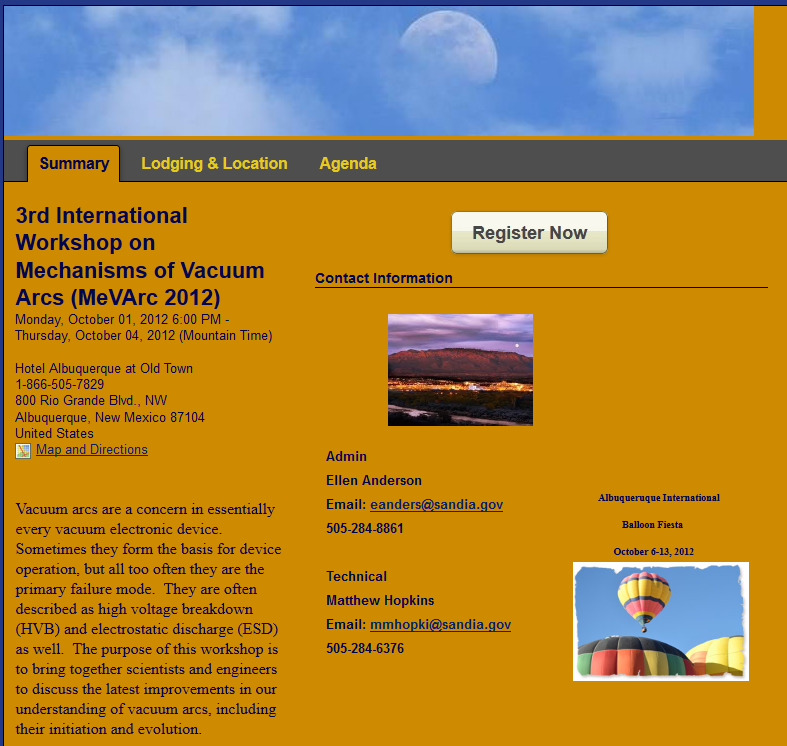 Summary
Lodging & Location
Agenda
3rd International
Workshop on
Mechanisms of Vacuum
Arcs (MeVArc 2012)
Monday, October 01, 2012 6:00 PM -
Thursday, October 04, 2012 (Mountain Time)
Hotel Albuquerque at Old Town
1-866-505-7829
800 Rio Grande Blvd., NW
Albuquerque, New Mexico 87104
United States
Map and Directions
Vacuum arcs are a concern in essentially
every vacuum electronic device.
Sometimes they form the basis for device
operation, but all too often they are the
primary failure mode.  They are often
described as high voltage breakdown
(HVB) and electrostatic discharge (ESD)
as well.  The purpose of this workshop is
to bring together scientists and engineers
to discuss the latest improvements in our
understanding of vacuum arcs, including
their initiation and evolution.
Register Now
Contact Information
Admin
Ellen Anderson
Email: eanders@sandia.gov
505-284-8861
Technical
Matthew Hopkins
Email: mmhopki@sandia.gov
505-284-6376
Albuqueruque International
Balloon Fiesta
October 6-13, 2012